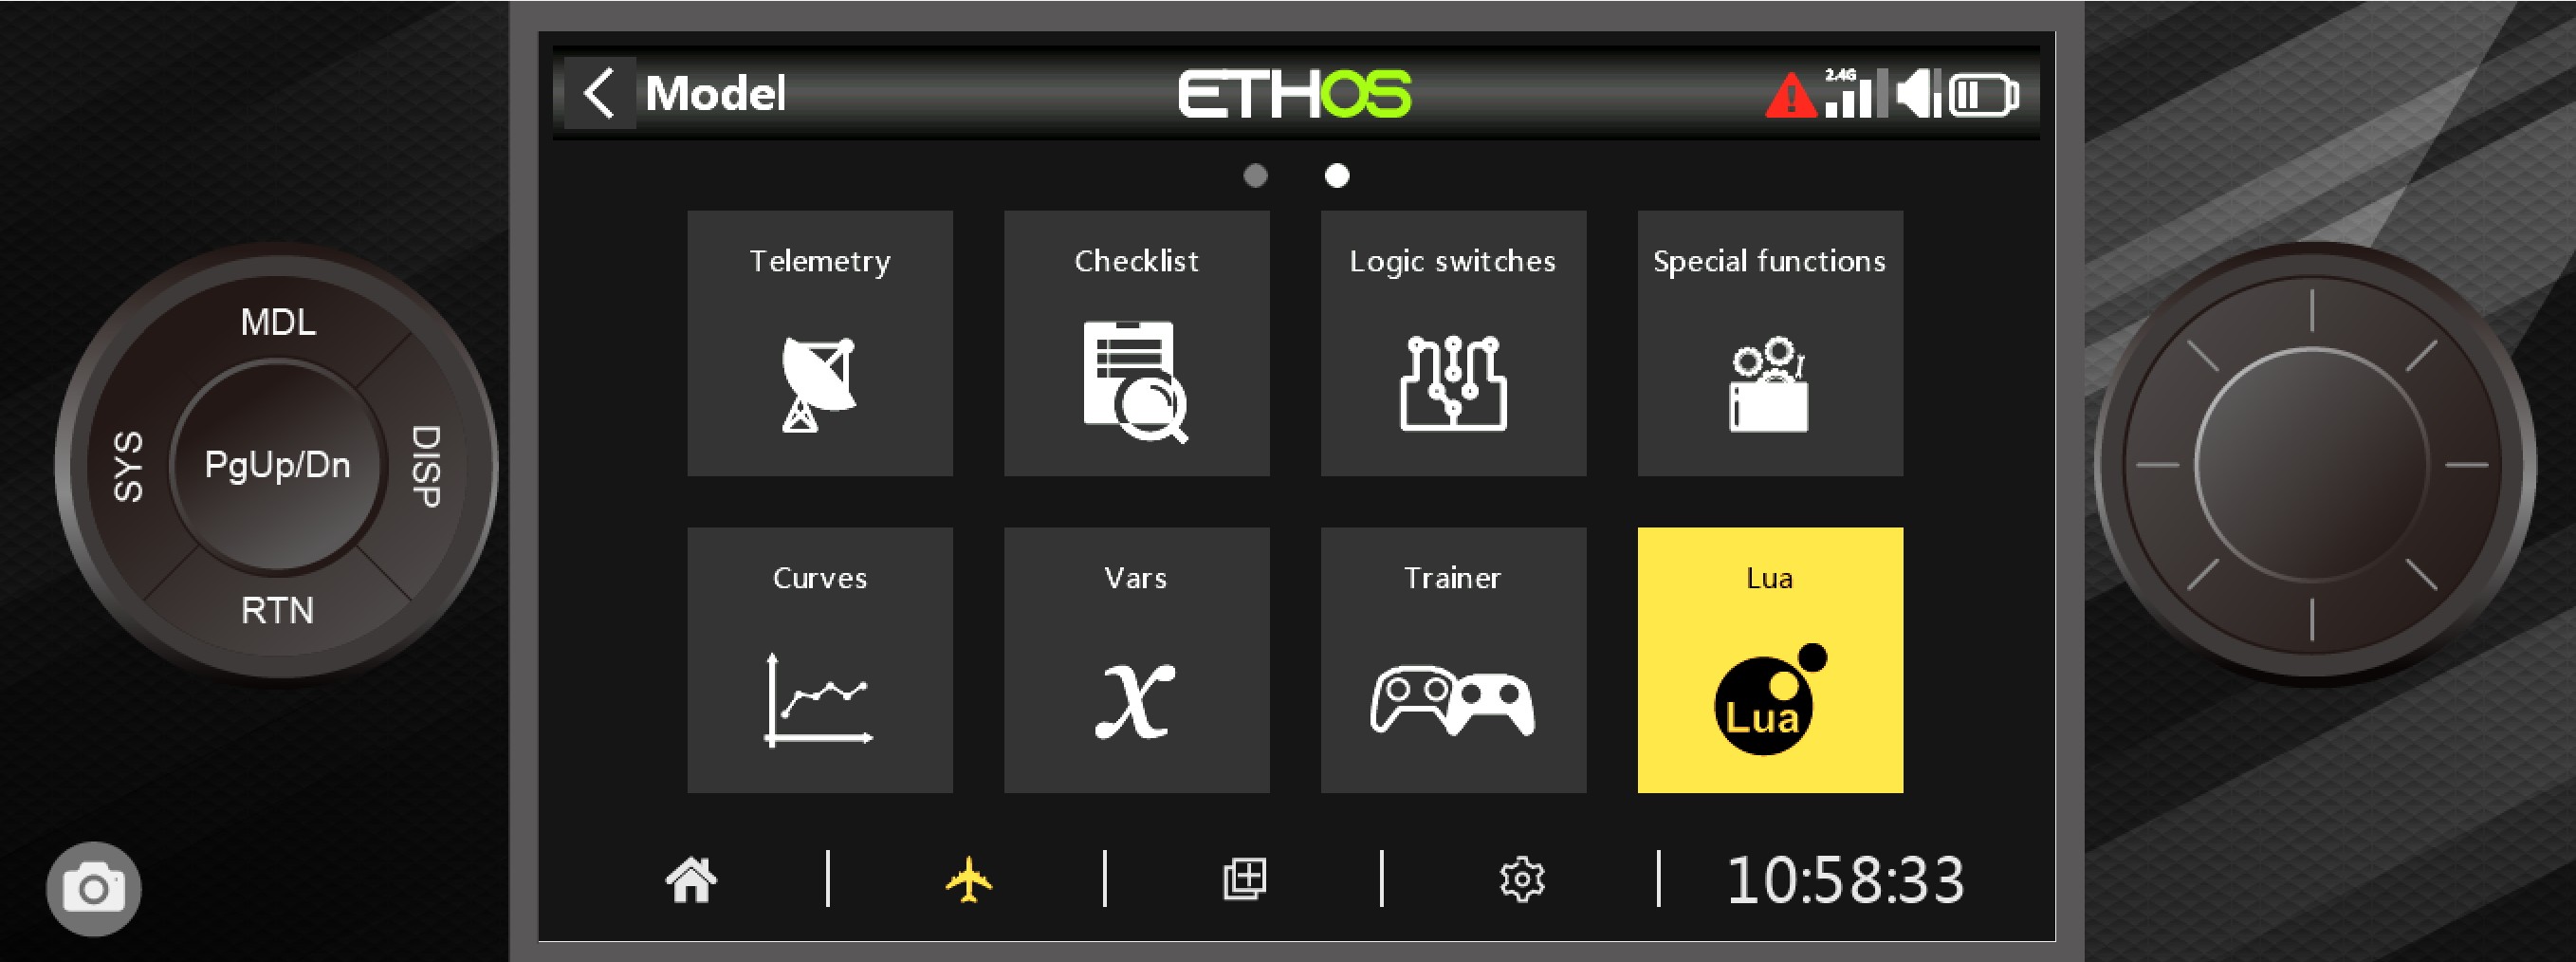 Model
ETHOS
2.4G
Telemetry
Checklist
Logic switches
Special functions
MDL
SYS
PgUp/Dn
DISP
RTN
Curves
Vars
Trainer
Lua
x
Lua
10:58:33